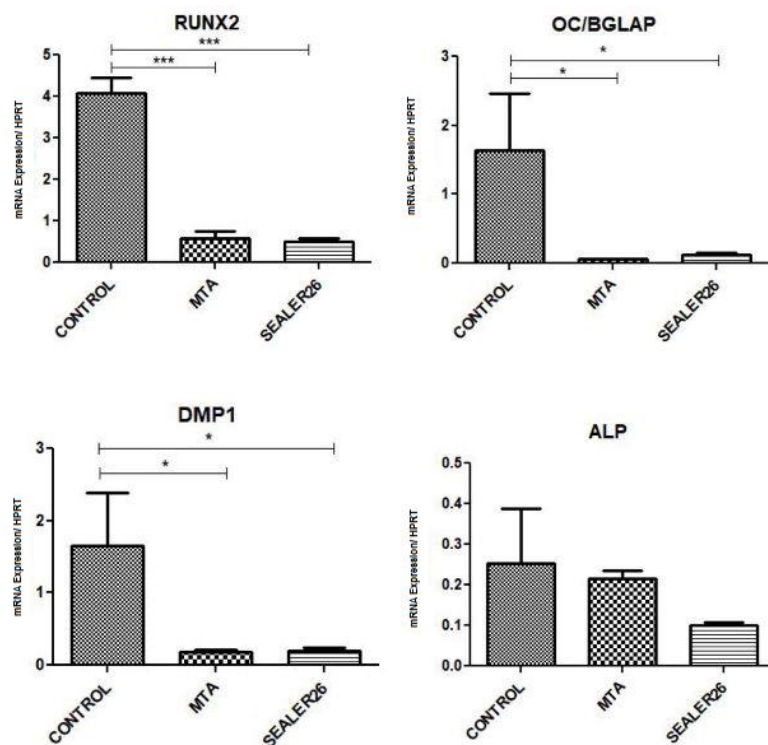 RUNX2
***
***
5
4
3
2
1
0
mRNA Expression/ HPRT
CONTROL
MTA
SEALER26
OC/BGLAP
*
*
3
2
1
0
mRNA Expression/ HPRT
CONTROL
MTA
SEALER26
DMP1
*
*
3
2
1
0
mRNA Expression/ HPRT
CONTROL
MTA
SEALER26
ALP
0.5
0.4
0.3
0.2
0.1
0.0
mRNA Expression/ HPRT
CONTROL
MTA
SEALER26